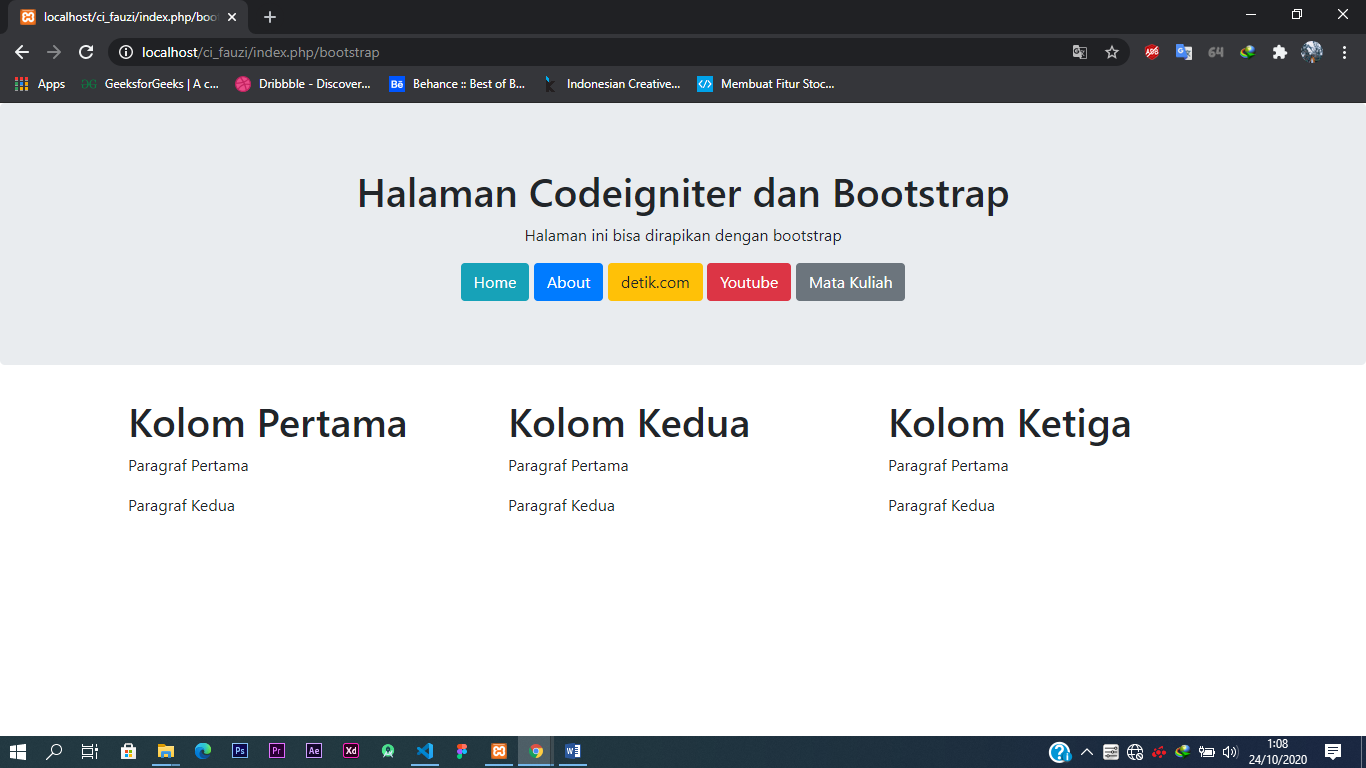 localhost/ci_fauzi/index.php/boo
localhost/ci_fauzi/index.php/bootstrap
Apps
GeeksforGeeks | A c...
Dribbble - Discover...
Behance :: Best of B...
Indonesian Creative...
Membuat Fitur Stoc...
Halaman Codeigniter dan Bootstrap
Halaman ini bisa dirapikan dengan bootstrap
Home
About
detik.com
Youtube
Mata Kuliah
Kolom Pertama
Paragraf Pertama
Paragraf Kedua
Kolom Kedua
Paragraf Pertama
Paragraf Kedua
Kolom Ketiga
Paragraf Pertama
Paragraf Kedua
1:08
24/10/2020